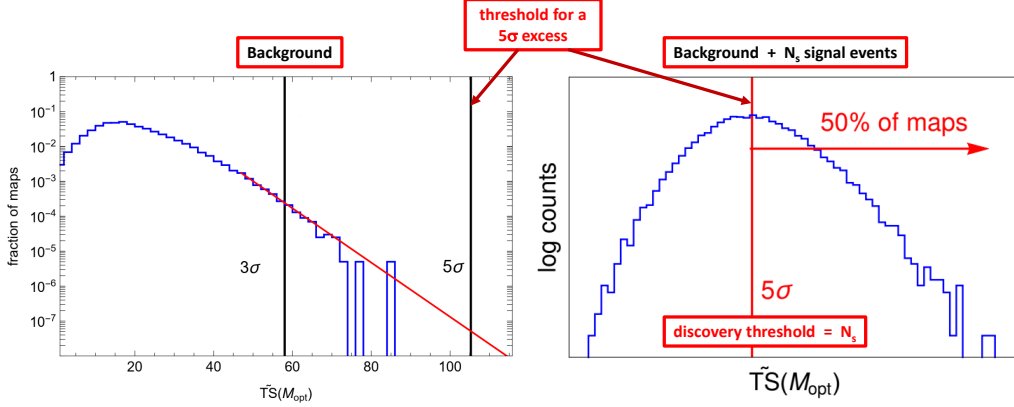 threshold for a
5σ excess
Background
Background + Nₛ signal events
1
10⁻¹
10⁻²
10⁻³
10⁻⁴
10⁻⁵
10⁻⁶
10⁻⁷
fraction of maps
3σ
5σ
0
20
40
60
80
100
T̃S(M_opt)
50% of maps
log counts
5σ
discovery threshold = Nₛ
T̃S(M_opt)